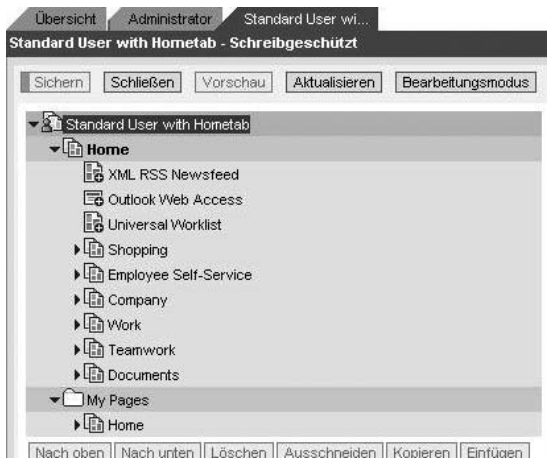 Übersicht Administrator Standard User wi...
Standard User with Hometab - Schreibgeschützt
Sichern Schließen Vorschau Aktualisieren Bearbeitungsmodus
Standard User with Hometab
Home
XML RSS Newsfeed
Outlook Web Access
Universal Worklist
Shopping
Employee Self-Service
Company
Work
Teamwork
Documents
My Pages
Home
Nach oben Nach unten Löschen Ausschneiden Kopieren Einfügen